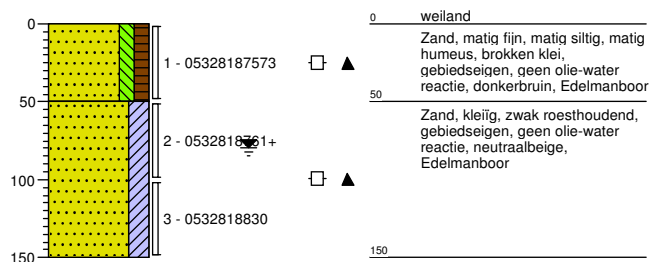 0
50
100
150
1 - 05328187573
2 - 0532818761+
3 - 0532818830
0 weiland
Zand, matig fijn, matig siltig, matig
humeus, brokken klei,
gebiedseigen, geen olie-water
reactie, donkerbruin, Edelmanboor
50
Zand, kleiïg, zwak roesthoudend,
gebiedseigen, geen olie-water
reactie, neutraalbeige,
Edelmanboor
150